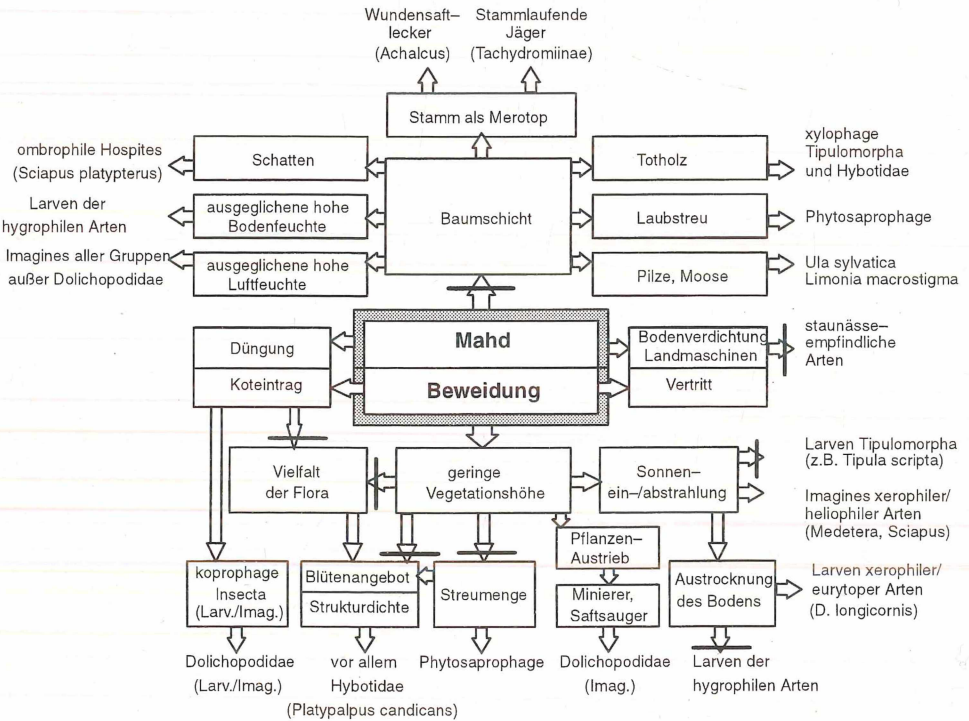 Wundensaft–
lecker
(Achalcus)
Stammlaufende
Jäger
(Tachydromiinae)
Stamm als Merotop
ombrophile Hospites
(Sciapus platypterus)
Schatten
Baumschicht
Totholz
xylophage
Tipulomorpha
und Hybotidae
Larven der
hygrophilen Arten
ausgeglichene hohe
Bodenfeuchte
Laubstreu
Phytosaprophage
Imagines aller Gruppen
außer Dolichopodidae
ausgeglichene hohe
Luftfeuchte
Pilze, Moose
Ula sylvatica
Limonia macrostigma
Düngung
Koteintrag
Mahd
Beweidung
Bodenverdichtung
Landmaschinen
Vertritt
staunässe–
empfindliche
Arten
Vielfalt
der Flora
geringe
Vegetationshöhe
Sonnen–
ein–/abstrahlung
Larven Tipulomorpha
(z.B. Tipula scripta)
Imagines xerophiler/
heliophiler Arten
(Medetera, Sciapus)
koprophage
Insecta
(Larv./Imag.)
Blütenangebot
Strukturdichte
Streumenge
Pflanzen–
Austrieb
Minierer,
Saftsauger
Austrocknung
des Bodens
Larven xerophiler/
eurytoper Arten
(D. longicornis)
Dolichopodidae
(Larv./Imag.)
vor allem
Hybotidae
(Platypalpus candicans)
Phytosaprophage
Dolichopodidae
(Imag.)
Larven der
hygrophilen Arten